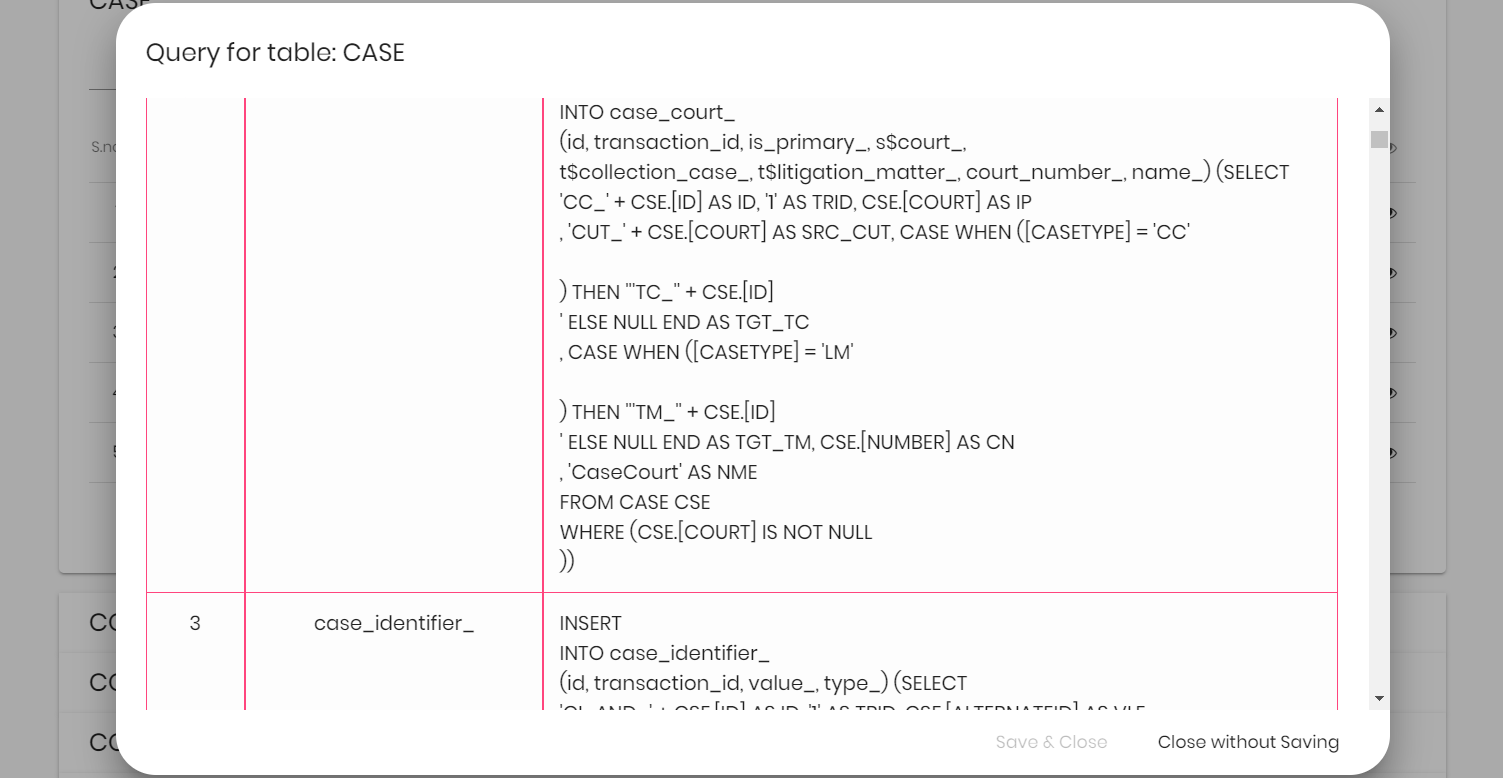 CASE
Query for table: CASE
S.no
INTO case_court_
(id, transaction_id, is_primary_, s$court_,
t$collection_case_, t$litigation_matter_, court_number_, name_) (SELECT
'CC_' + CSE.[ID] AS ID, '1' AS TRID, CSE.[COURT] AS IP
, 'CUT_' + CSE.[COURT] AS SRC_CUT, CASE WHEN ([CASETYPE] = 'CC'
) THEN '''TC_'' + CSE.[ID]
' ELSE NULL END AS TGT_TC
, CASE WHEN ([CASETYPE] = 'LM'
) THEN '''TM_'' + CSE.[ID]
' ELSE NULL END AS TGT_TM, CSE.[NUMBER] AS CN
, 'CaseCourt' AS NME
FROM CASE CSE
WHERE (CSE.[COURT] IS NOT NULL
))
3 case_identifier_ INSERT
INTO case_identifier_
(id, transaction_id, value_, type_) (SELECT
Save & Close Close without Saving